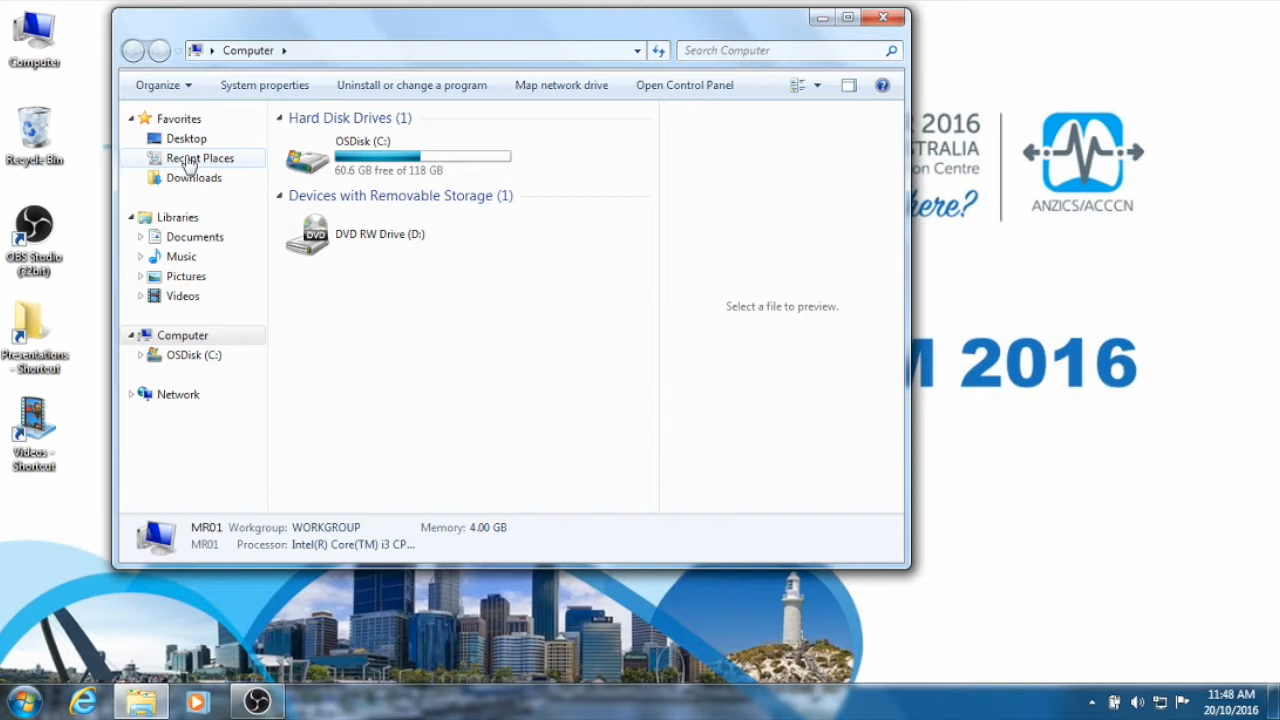 Computer
Recycle Bin
OBS Studio
(32bit)
Presentations
- Shortcut
Videos -
Shortcut
Computer
Search Computer
Organize
System properties
Uninstall or change a program
Map network drive
Open Control Panel
Favorites
Desktop
Recent Places
Downloads
Libraries
Documents
Music
Pictures
Videos
Computer
OSDisk (C:)
Network
Hard Disk Drives (1)
OSDisk (C:)
60.6 GB free of 118 GB
Devices with Removable Storage (1)
DVD
DVD RW Drive (D:)
Select a file to preview.
MR01 Workgroup: WORKGROUP Memory: 4.00 GB
MR01 Processor: Intel(R) Core(TM) i3 CP...
2016
ANZICS/ACCCN
here?
2016
11:48 AM
20/10/2016